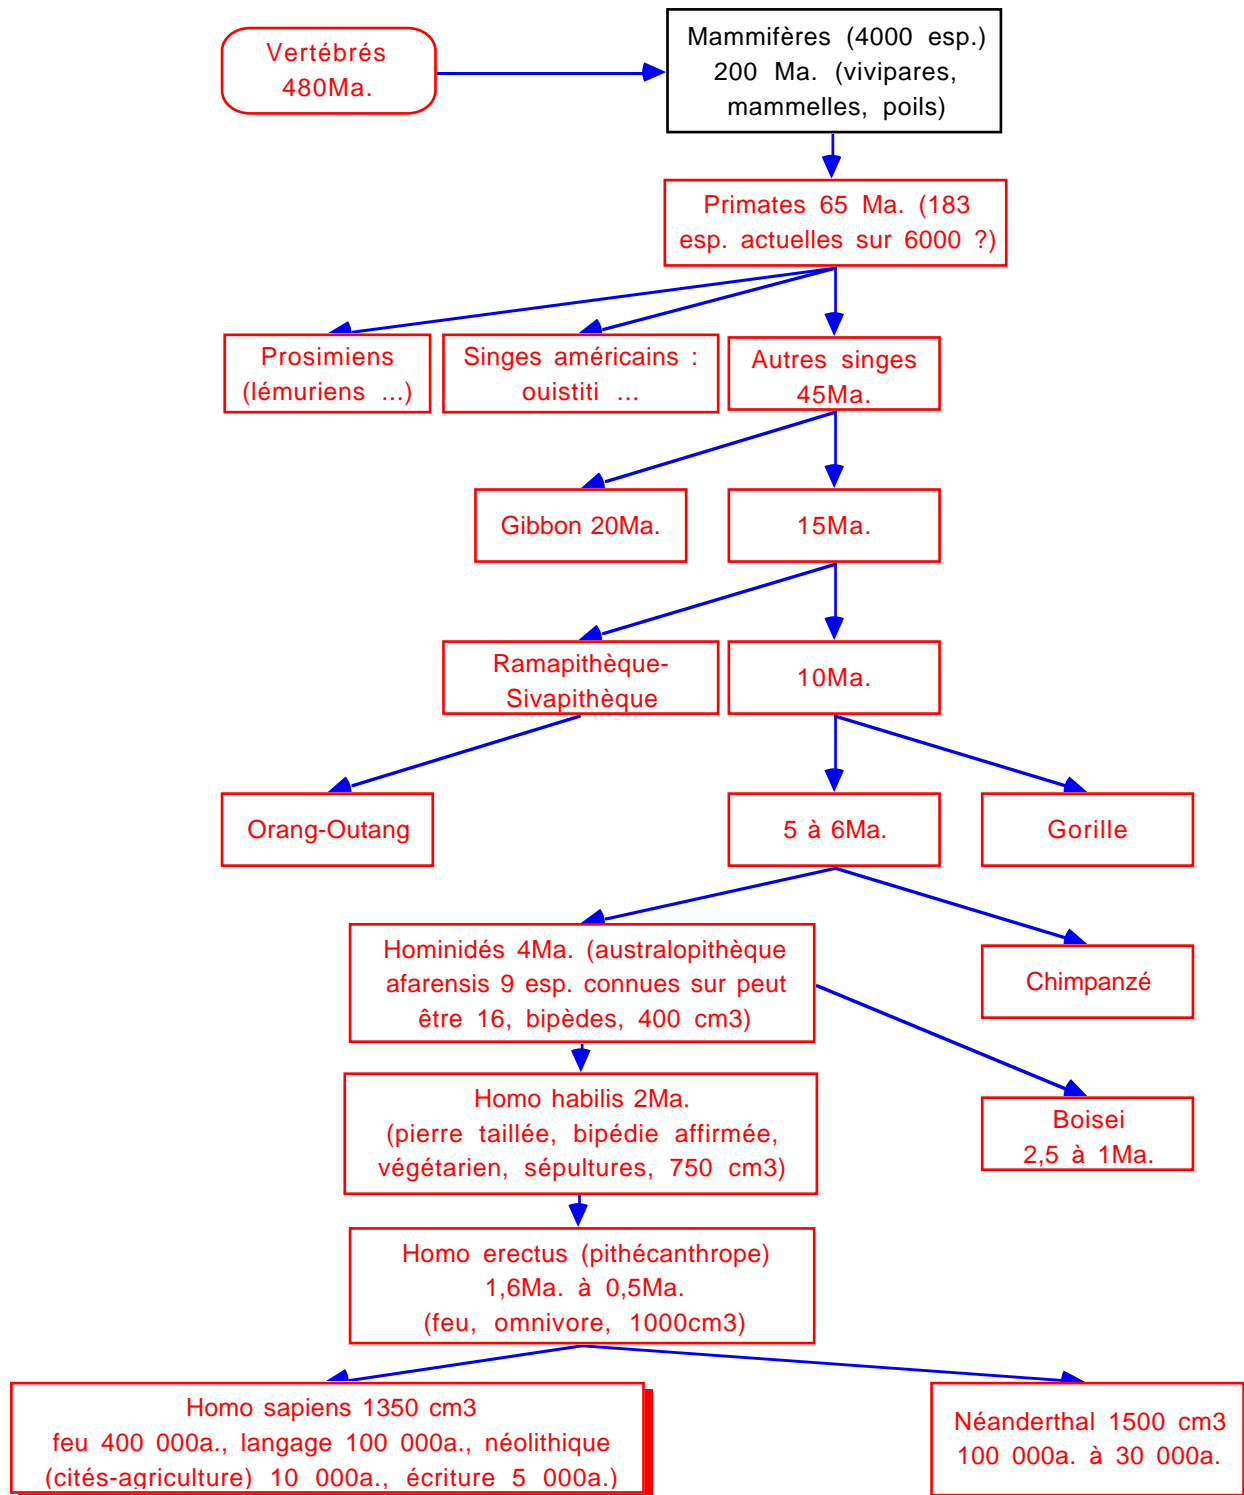 Vertébrés
480Ma.
Mammifères (4000 esp.)
200 Ma. (vivipares,
mammelles, poils)
Primates 65 Ma. (183
esp. actuelles sur 6000 ?)
Prosimiens
(lémuriens ...)
Singes américains :
ouistiti ...
Autres singes
45Ma.
Gibbon 20Ma.
15Ma.
Ramapithèque-
Sivapithèque
10Ma.
Orang-Outang
5 à 6Ma.
Gorille
Hominidés 4Ma. (australopithèque
afarensis 9 esp. connues sur peut
être 16, bipèdes, 400 cm3)
Chimpanzé
Homo habilis 2Ma.
(pierre taillée, bipédie affirmée,
végétarien, sépultures, 750 cm3)
Boisei
2,5 à 1Ma.
Homo erectus (pithécanthrope)
1,6Ma. à 0,5Ma.
(feu, omnivore, 1000cm3)
Homo sapiens 1350 cm3
feu 400 000a., langage 100 000a., néolithique
(cités-agriculture) 10 000a., écriture 5 000a.)
Néanderthal 1500 cm3
100 000a. à 30 000a.